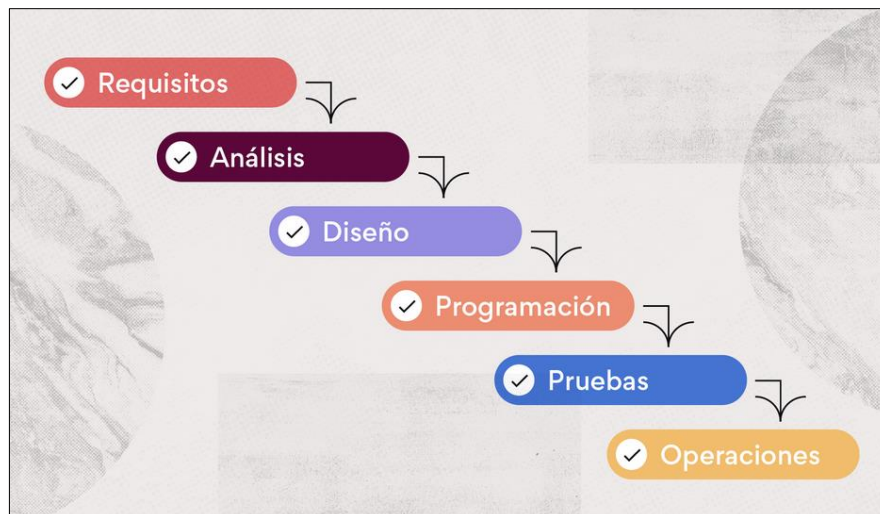 Requisitos
Análisis
Diseño
Programación
Pruebas
Operaciones